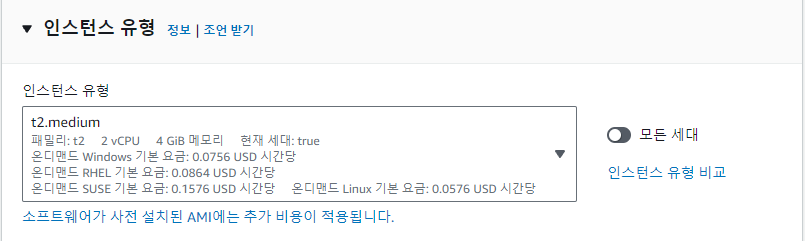 ▼ 인스턴스 유형 정보 | 조언 받기
인스턴스 유형
t2.medium
패밀리: t2 2 vCPU 4 GiB 메모리 현재 세대: true
온디맨드 Windows 기본 요금: 0.0756 USD 시간당
온디맨드 RHEL 기본 요금: 0.0864 USD 시간당
온디맨드 SUSE 기본 요금: 0.1576 USD 시간당 온디맨드 Linux 기본 요금: 0.0576 USD 시간당
모든 세대
인스턴스 유형 비교
소프트웨어가 사전 설치된 AMI에는 추가 비용이 적용됩니다.